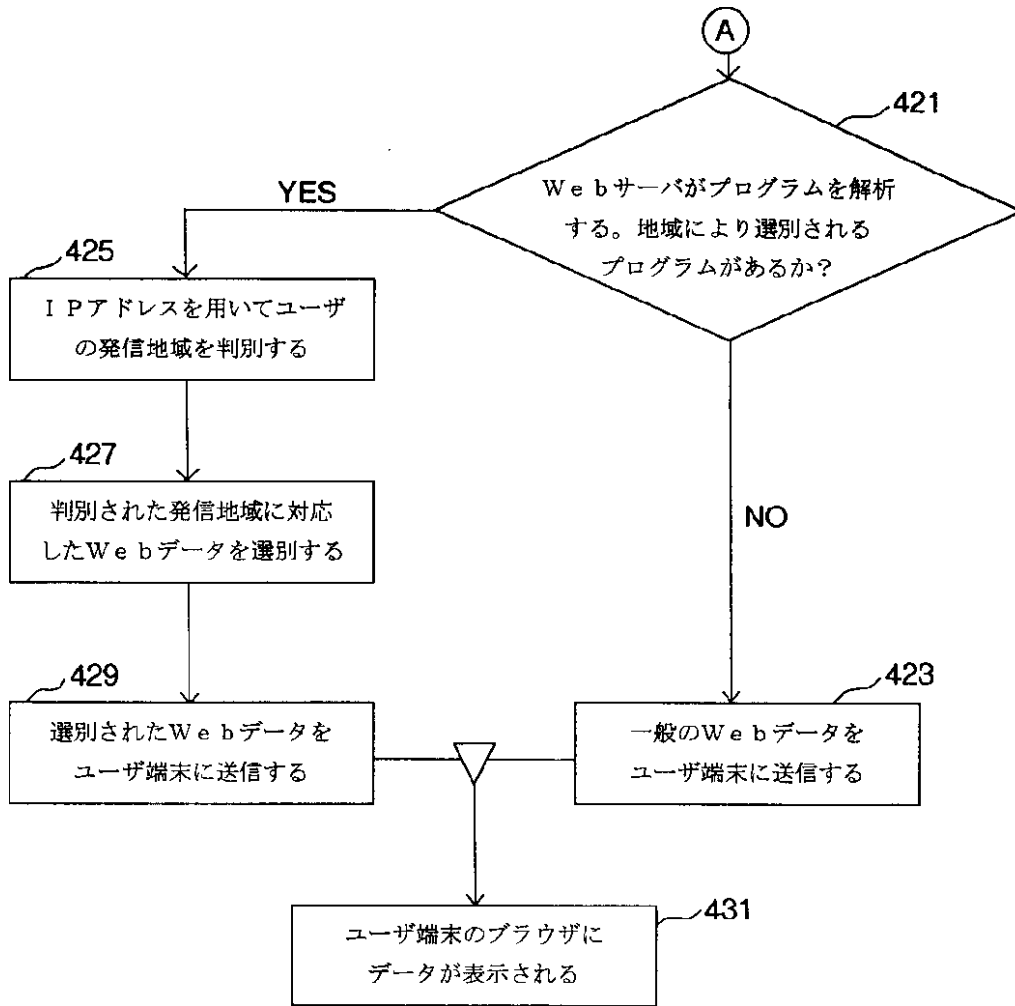 A
421
Ｗｅｂサーバがプログラムを解析
する。地域により選別される
プログラムがあるか？
YES
425
ＩＰアドレスを用いてユーザ
の発信地域を判別する
427
判別された発信地域に対応
したＷｅｂデータを選別する
NO
429
選別されたＷｅｂデータを
ユーザ端末に送信する
423
一般のＷｅｂデータを
ユーザ端末に送信する
431
ユーザ端末のブラウザに
データが表示される